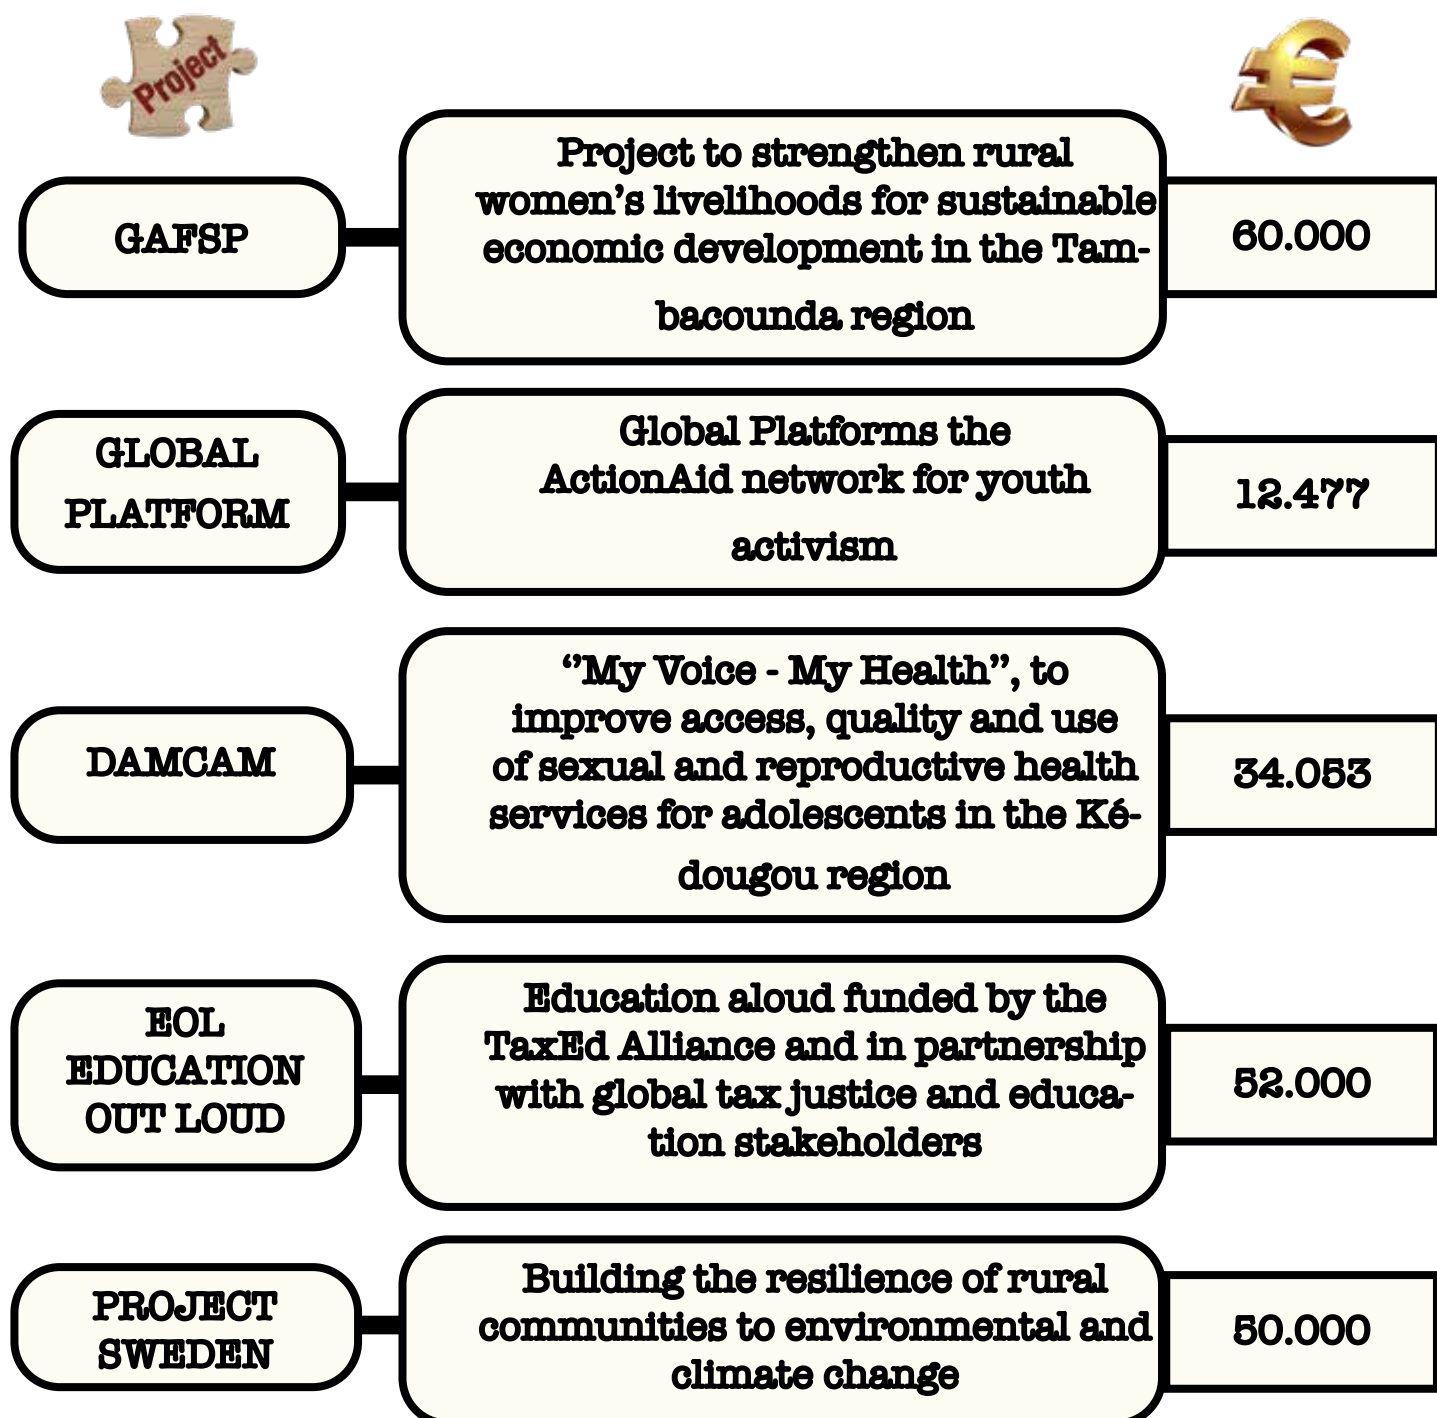 Project
€
GAFSP
Project to strengthen rural
women’s livelihoods for sustainable
economic development in the Tam-
bacounda region
60.000
GLOBAL
PLATFORM
Global Platforms the
ActionAid network for youth
activism
12.477
DAMCAM
‘’My Voice - My Health’’, to
improve access, quality and use
of sexual and reproductive health
services for adolescents in the Ké-
dougou region
34.053
EOL
EDUCATION
OUT LOUD
Education aloud funded by the
TaxEd Alliance and in partnership
with global tax justice and educa-
tion stakeholders
52.000
PROJECT
SWEDEN
Building the resilience of rural
communities to environmental and
climate change
50.000